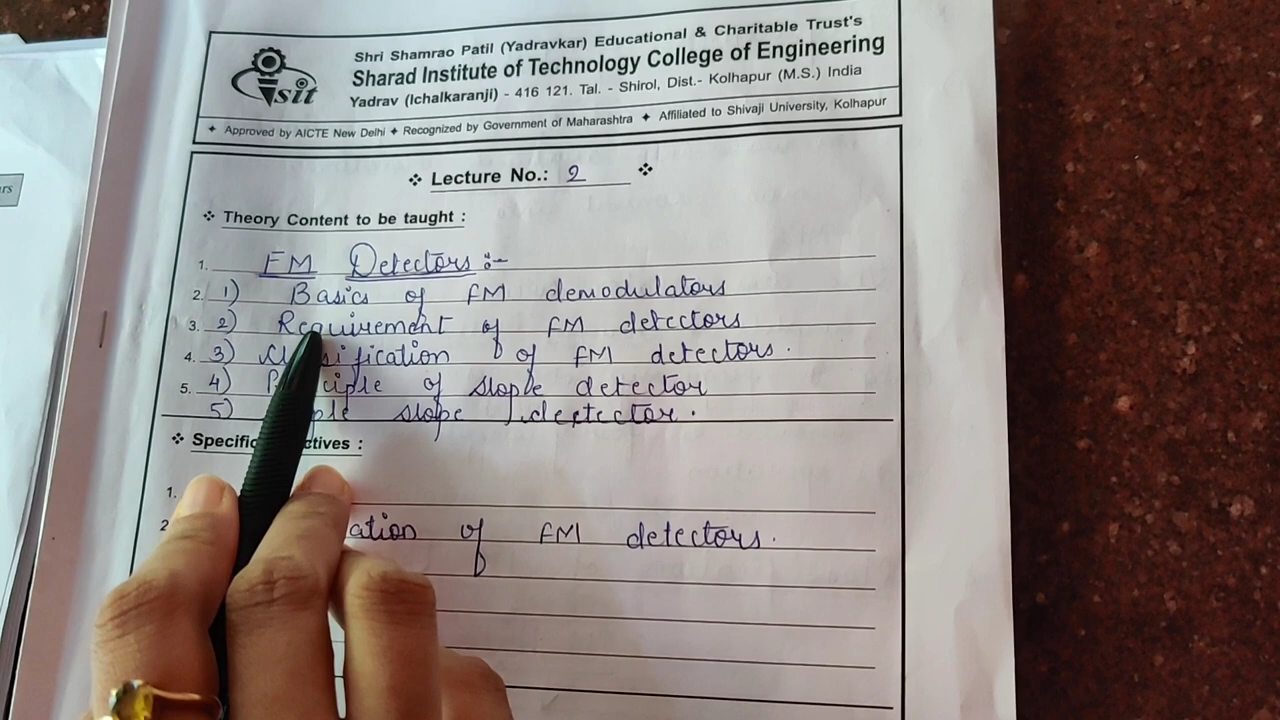 Shri Shamrao Patil (Yadravkar) Educational & Charitable Trust's
Sharad Institute of Technology College of Engineering
Yadrav (Ichalkaranji) - 416 121. Tal. - Shirol, Dist.- Kolhapur (M.S.) India
sit
✦ Approved by AICTE New Delhi ✦ Recognized by Government of Maharashtra ✦ Affiliated to Shivaji University, Kolhapur
❖ Lecture No.: 2 ❖
❖ Theory Content to be taught :
1. FM Detectors :-
2. 1) Basics of FM demodulators
3. 2) Requirement of FM detectors
4. 3) of FM detectors.
5. 4) of slope detector
5) slope
❖ :
1.
2 of FM detectors.